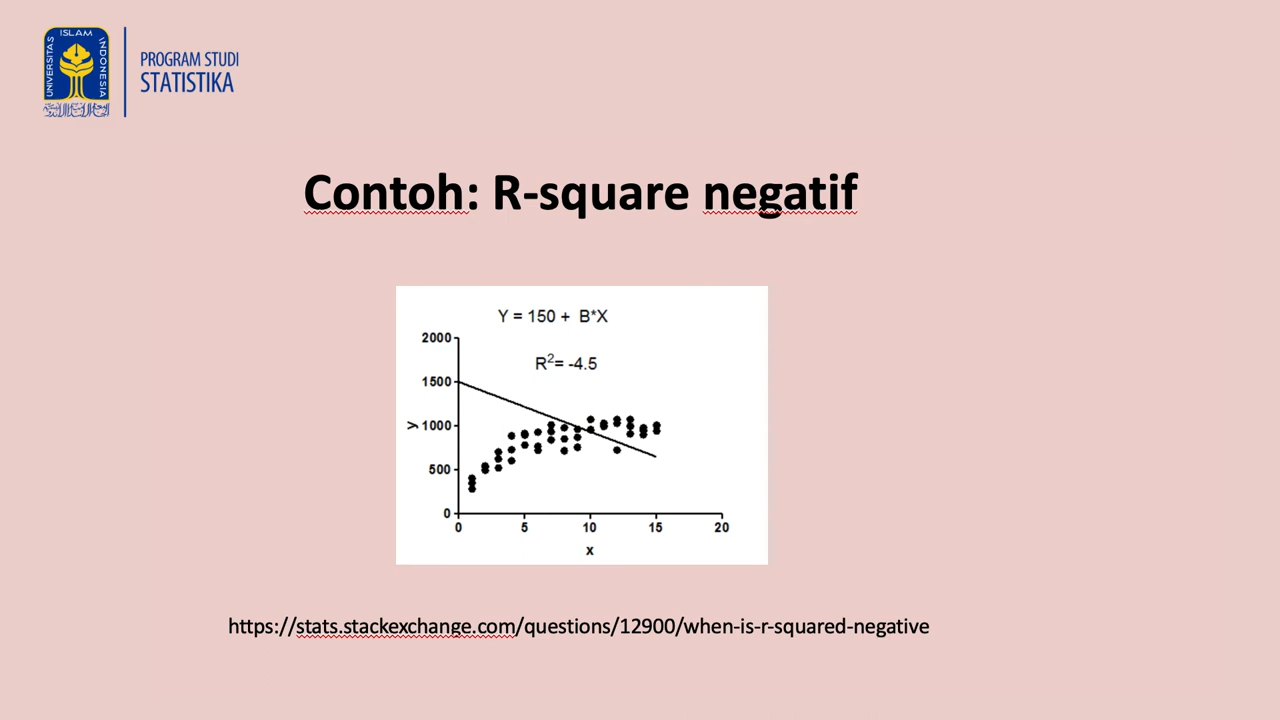 UNIVERSITAS ISLAM INDONESIA
PROGRAM STUDI
STATISTIKA
Contoh: R-square negatif
Y = 150 + B*X
R²= -4.5
2000
1500
1000
500
0
y
0 5 10 15 20
x
https://stats.stackexchange.com/questions/12900/when-is-r-squared-negative